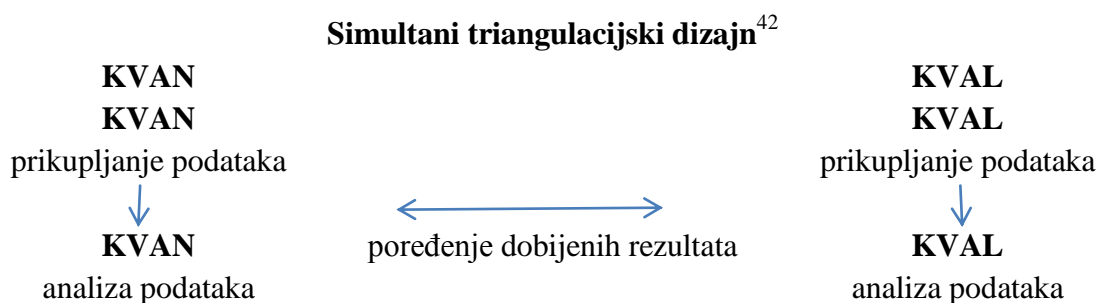 Simultani triangulacijski dizajn42
KVAN KVAL
KVAN KVAL
prikupljanje podataka prikupljanje podataka
KVAN poređenje dobijenih rezultata KVAL
analiza podataka analiza podataka